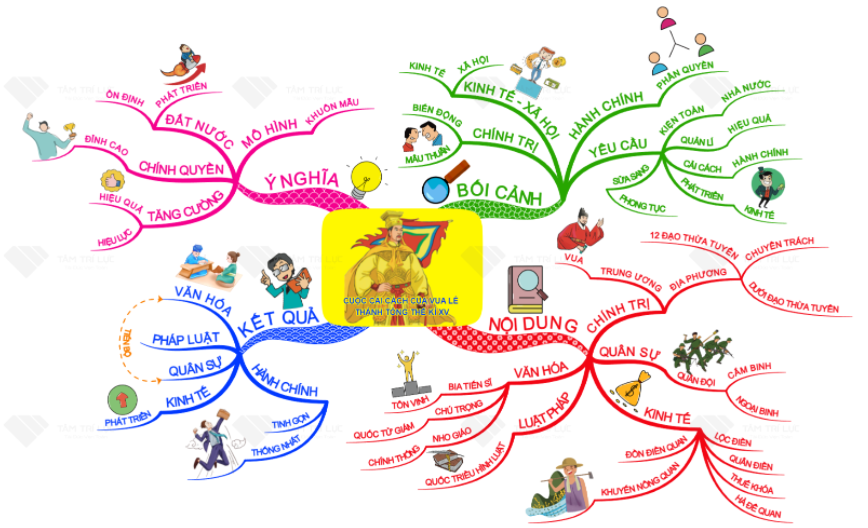 CUỘC CẢI CÁCH CỦA VUA LÊ
THÁNH TÔNG THẾ KỈ XV
BỐI CẢNH
KINH TẾ - XÃ HỘI
KINH TẾ
XÃ HỘI
CHÍNH TRỊ
BIẾN ĐỘNG
MÂU THUẪN
HÀNH CHÍNH
PHÂN QUYỀN
YÊU CẦU
KIỆN TOÀN
NHÀ NƯỚC
QUẢN LÍ
HIỆU QUẢ
CẢI CÁCH
HÀNH CHÍNH
PHÁT TRIỂN
KINH TẾ
SỬA SANG
PHONG TỤC
NỘI DUNG
CHÍNH TRỊ
TRUNG ƯƠNG
VUA
ĐỊA PHƯƠNG
12 ĐẠO THỪA TUYÊN
CHUYÊN TRÁCH
DƯỚI ĐẠO THỪA TUYÊN
QUÂN SỰ
QUÂN ĐỘI
CẤM BINH
NGOẠI BINH
KINH TẾ
LỘC ĐIỀN
QUÂN ĐIỀN
THUẾ KHÓA
HÀ ĐÊ QUAN
ĐỒN ĐIỀN QUAN
KHUYẾN NÔNG QUAN
LUẬT PHÁP
QUỐC TRIỀU HÌNH LUẬT
VĂN HÓA
BIA TIẾN SĨ
TÔN VINH
CHÚ TRỌNG
QUỐC TỬ GIÁM
NHO GIÁO
CHÍNH THỐNG
KẾT QUẢ
HÀNH CHÍNH
TINH GỌN
THỐNG NHẤT
KINH TẾ
PHÁT TRIỂN
QUÂN SỰ
PHÁP LUẬT
VĂN HÓA
TIẾN BỘ
Ý NGHĨA
TĂNG CƯỜNG
HIỆU QUẢ
HIỆU LỰC
CHÍNH QUYỀN
ĐỈNH CAO
ĐẤT NƯỚC
ỔN ĐỊNH
PHÁT TRIỂN
MÔ HÌNH
KHUÔN MẪU
TÂM TRÍ LỰC